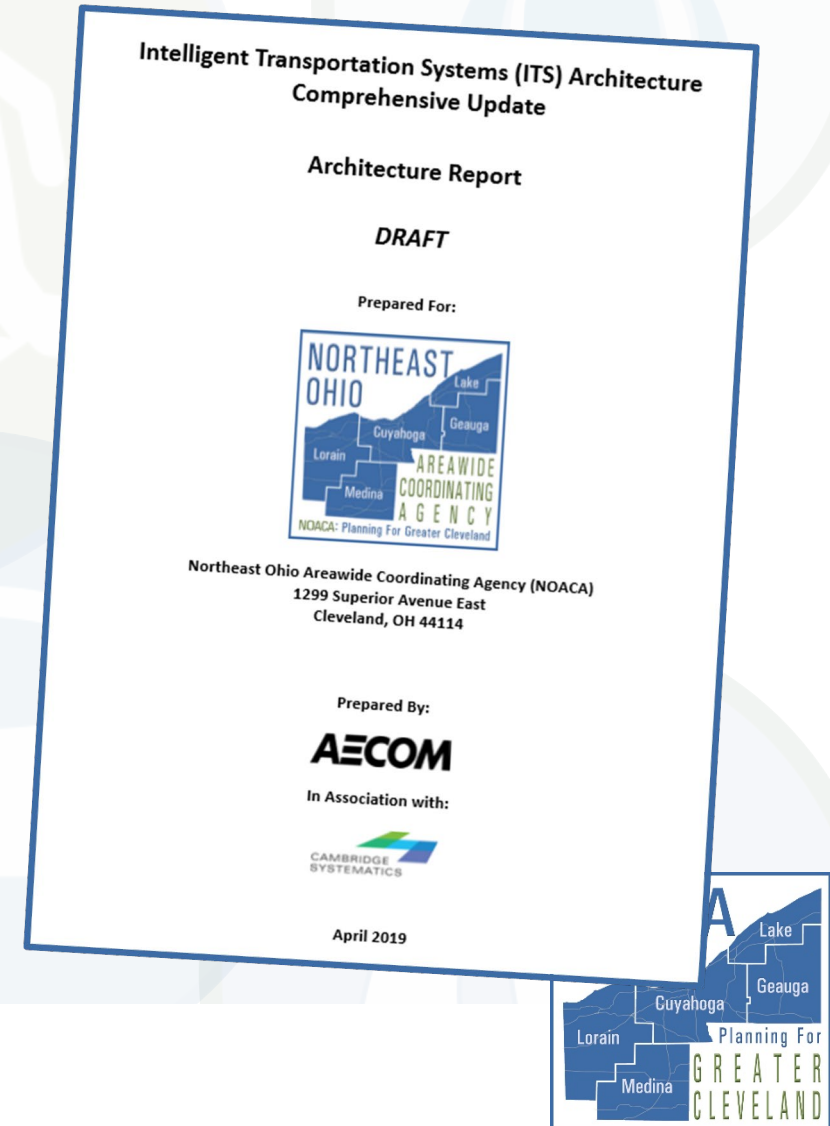 Intelligent Transportation Systems (ITS) Architecture
Comprehensive Update
Architecture Report
DRAFT
Prepared For:
NORTHEAST
OHIO
Lake
Geauga
Cuyahoga
Lorain
Medina
AREAWIDE
COORDINATING
AGENCY
NOACA: Planning For Greater Cleveland
Northeast Ohio Areawide Coordinating Agency (NOACA)
1299 Superior Avenue East
Cleveland, OH 44114
Prepared By:
AECOM
In Association with:
CAMBRIDGE
SYSTEMATICS
April 2019
A
Lake
Geauga
Cuyahoga
Lorain
Medina
Planning For
GREATER
CLEVELAND